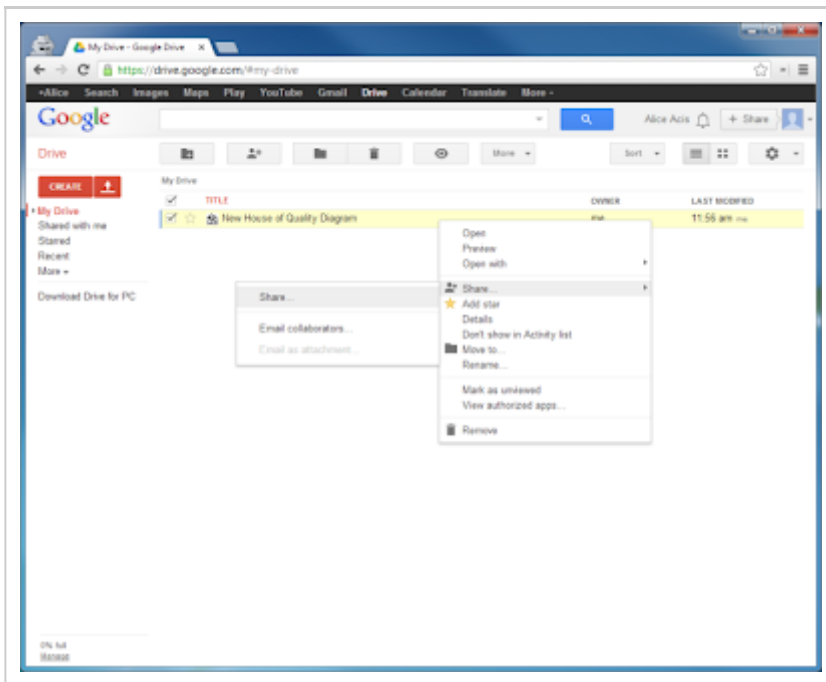 My Drive - Google Drive ×
https://drive.google.com/#my-drive
+Alice Search Images Maps Play YouTube Gmail Drive Calendar Translate More
Google
Alice Acis + Share
Drive
More
Sort
CREATE
My Drive
TITLE OWNER LAST MODIFIED
My Drive
New House of Quality Diagram me 11:56 am me
Shared with me
Starred
Recent
More
Download Drive for PC
Open
Preview
Open with
Share...
Add star
Details
Don't show in Activity list
Move to...
Rename...
Mark as unviewed
View authorized apps...
Remove
Share...
Email collaborators...
Email as attachment...
0% full
Manage